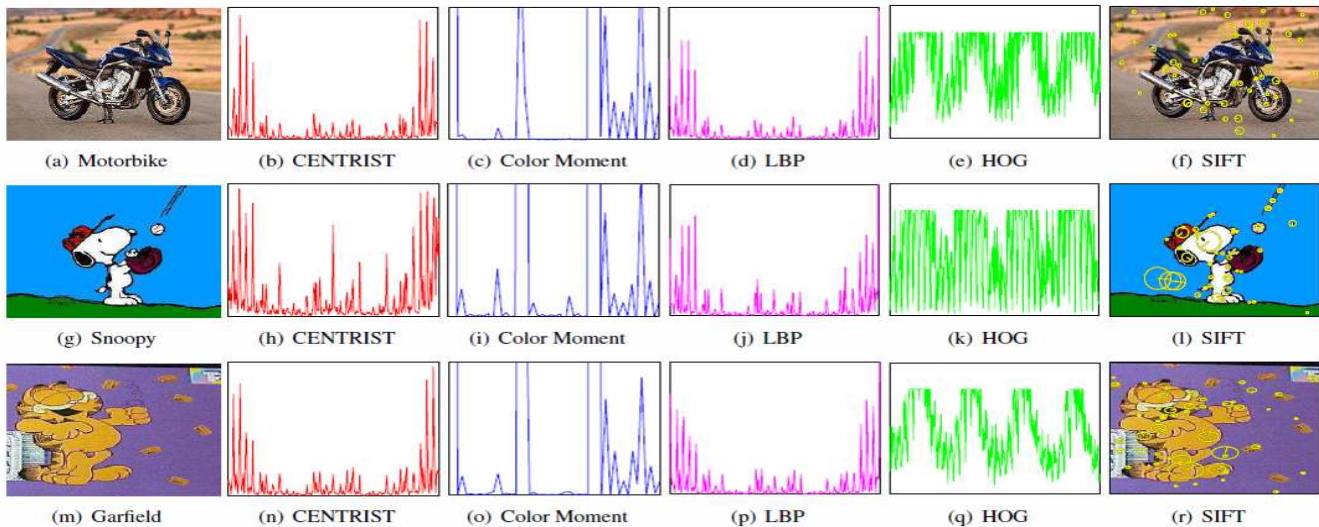 (a) Motorbike (b) CENTRIST (c) Color Moment (d) LBP (e) HOG (f) SIFT
(g) Snoopy (h) CENTRIST (i) Color Moment (j) LBP (k) HOG (l) SIFT
(m) Garfield (n) CENTRIST (o) Color Moment (p) LBP (q) HOG (r) SIFT